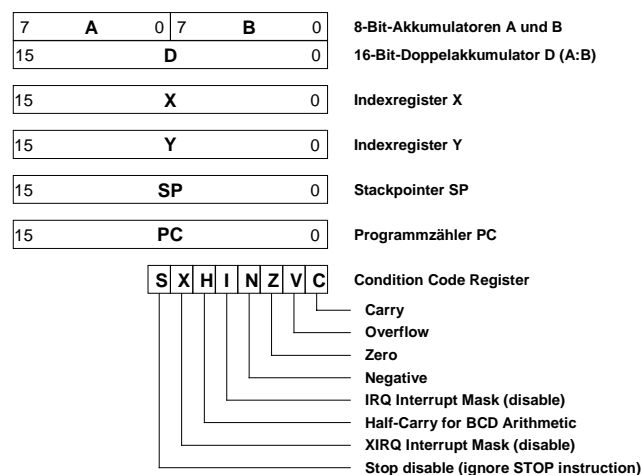 7 A 0 7 B 0 8-Bit-Akkumulatoren A und B
15 D 0 16-Bit-Doppelakkumulator D (A:B)
15 X 0 Indexregister X
15 Y 0 Indexregister Y
15 SP 0 Stackpointer SP
15 PC 0 Programmzähler PC
S X H I N Z V C Condition Code Register
Carry
Overflow
Zero
Negative
IRQ Interrupt Mask (disable)
Half-Carry for BCD Arithmetic
XIRQ Interrupt Mask (disable)
Stop disable (ignore STOP instruction)